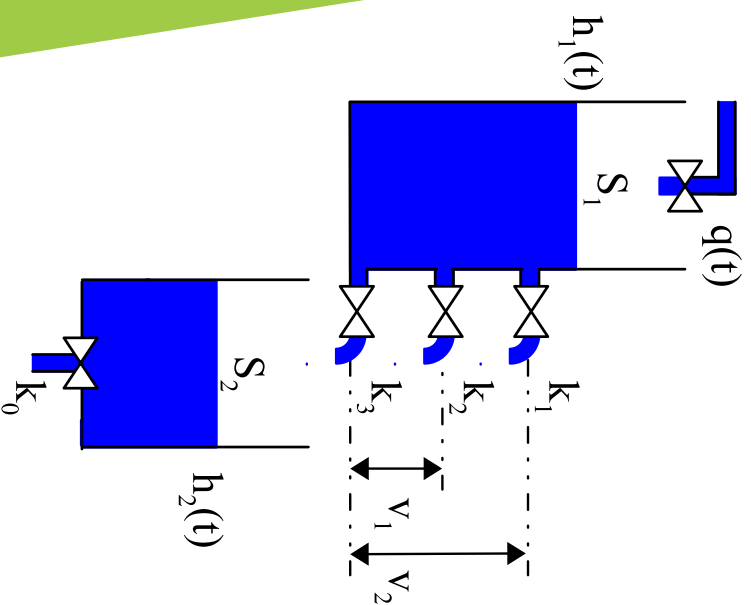 h₁(t)
q(t)
S₁
k₁
k₂
k₃
v₁
v₂
S₂
h₂(t)
k₀